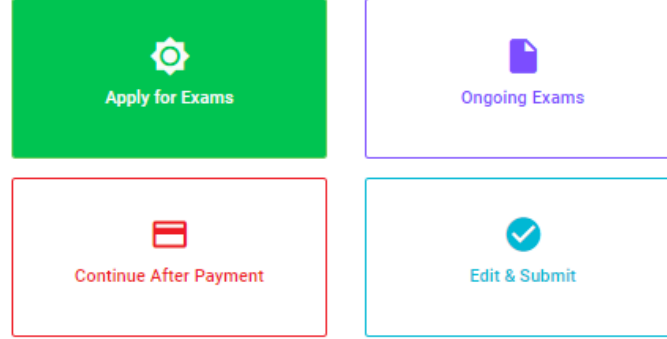 Apply for Exams
Ongoing Exams
Continue After Payment
Edit & Submit